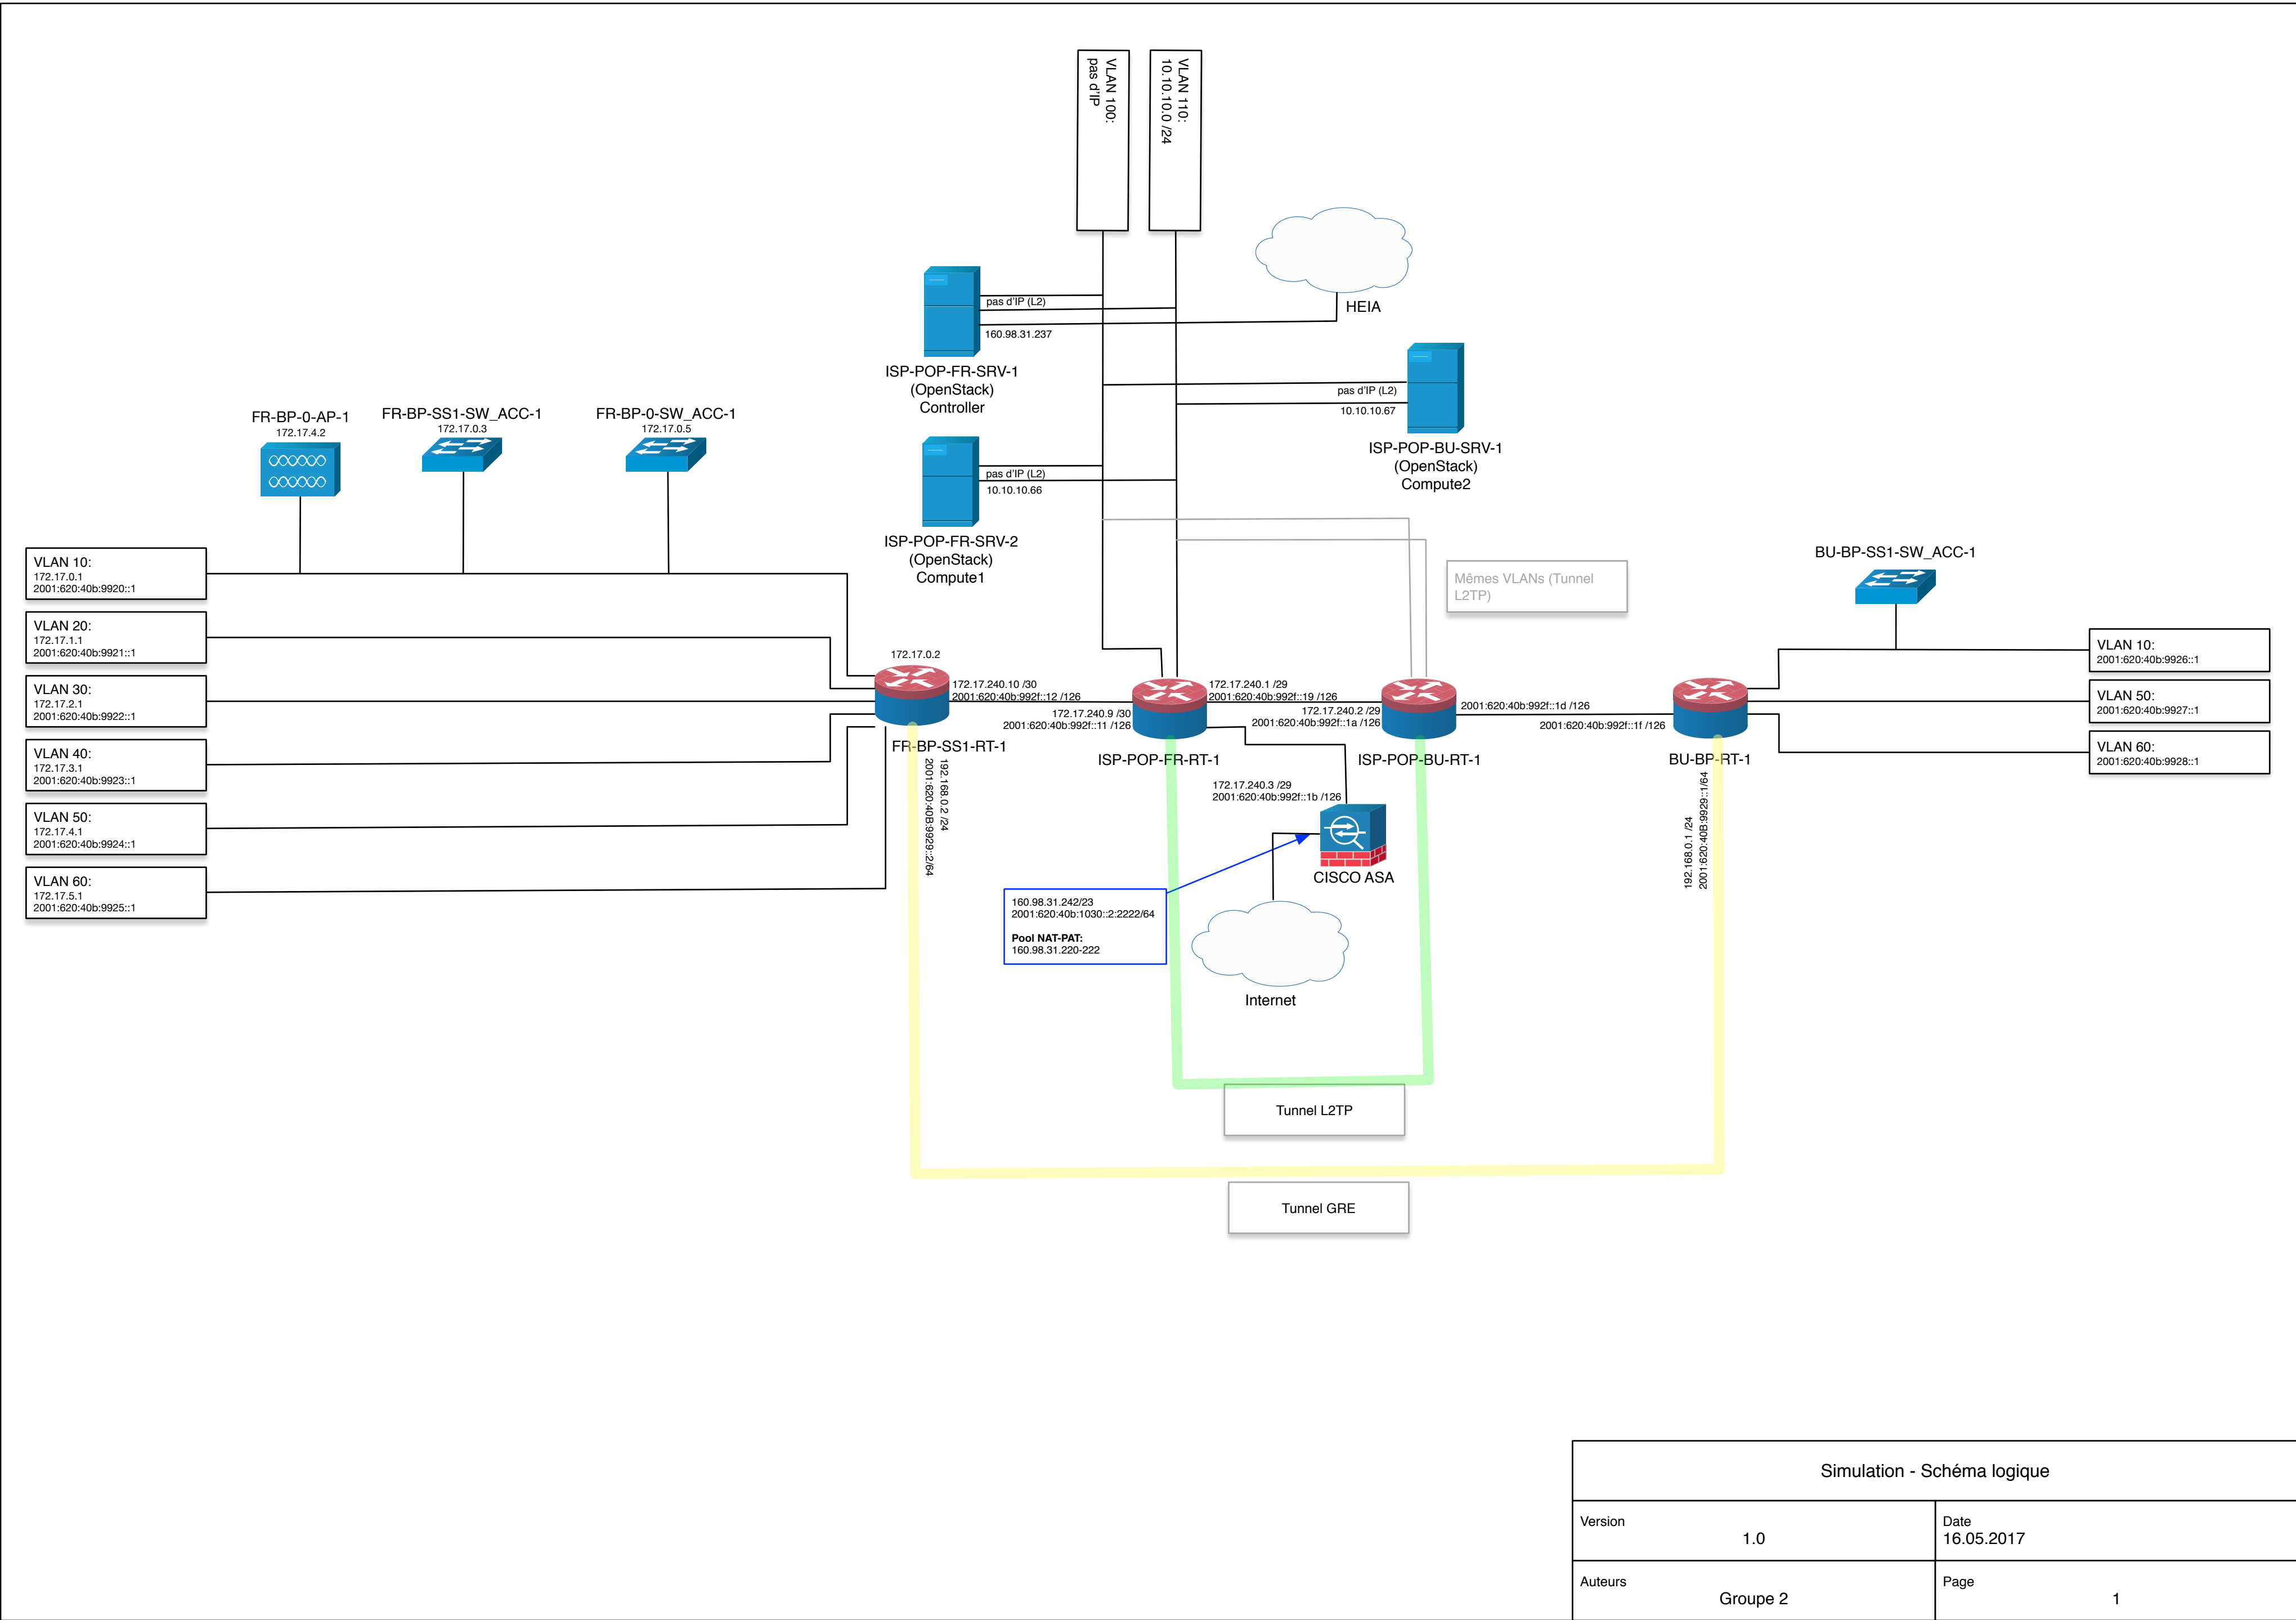 VLAN 100:
pas d'IP
VLAN 110:
10.10.10.0 /24
HEIA
pas d'IP (L2)
160.98.31.237
ISP-POP-FR-SRV-1
(OpenStack)
Controller
pas d'IP (L2)
10.10.10.67
ISP-POP-BU-SRV-1
(OpenStack)
Compute2
FR-BP-0-AP-1
172.17.4.2
FR-BP-SS1-SW_ACC-1
172.17.0.3
FR-BP-0-SW_ACC-1
172.17.0.5
pas d'IP (L2)
10.10.10.66
ISP-POP-FR-SRV-2
(OpenStack)
Compute1
VLAN 10:
172.17.0.1
2001:620:40b:9920::1
VLAN 20:
172.17.1.1
2001:620:40b:9921::1
VLAN 30:
172.17.2.1
2001:620:40b:9922::1
VLAN 40:
172.17.3.1
2001:620:40b:9923::1
VLAN 50:
172.17.4.1
2001:620:40b:9924::1
VLAN 60:
172.17.5.1
2001:620:40b:9925::1
Mêmes VLANs (Tunnel
L2TP)
BU-BP-SS1-SW_ACC-1
VLAN 10:
2001:620:40b:9926::1
VLAN 50:
2001:620:40b:9927::1
VLAN 60:
2001:620:40b:9928::1
172.17.0.2
172.17.240.10 /30
2001:620:40b:992f::12 /126
172.17.240.9 /30
2001:620:40b:992f::11 /126
172.17.240.1 /29
2001:620:40b:992f::19 /126
172.17.240.2 /29
2001:620:40b:992f::1a /126
2001:620:40b:992f::1d /126
2001:620:40b:992f::1f /126
FR-BP-SS1-RT-1
ISP-POP-FR-RT-1
ISP-POP-BU-RT-1
BU-BP-RT-1
192.168.0.2 /24
2001:620:40B:9929::2/64
192.168.0.1 /24
2001:620:40B:9929::1/64
172.17.240.3 /29
2001:620:40b:992f::1b /126
CISCO ASA
160.98.31.242/23
2001:620:40b:1030::2:2222/64
Pool NAT-PAT:
160.98.31.220-222
Internet
Tunnel L2TP
Tunnel GRE
Simulation - Schéma logique
Version
1.0
Date
16.05.2017
Auteurs
Groupe 2
Page
1